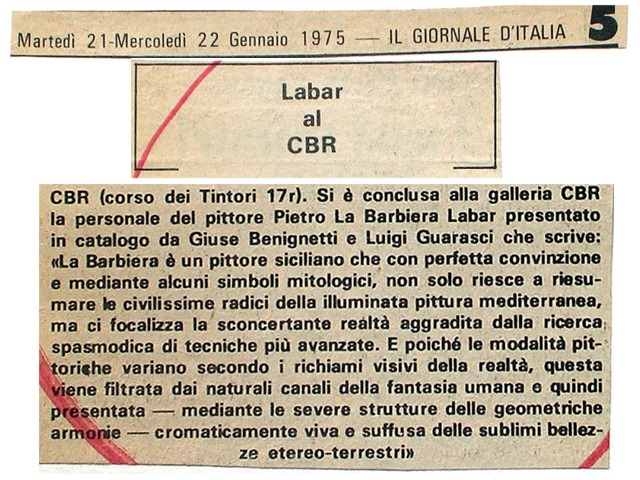 Martedì 21-Mercoledì 22 Gennaio 1975 — IL GIORNALE D'ITALIA 5
Labar
al
CBR
CBR (corso dei Tintori 17r). Si è conclusa alla galleria CBR
la personale del pittore Pietro La Barbiera Labar presentato
in catalogo da Giuse Benignetti e Luigi Guarasci che scrive:
«La Barbiera è un pittore siciliano che con perfetta convinzione
e mediante alcuni simboli mitologici, non solo riesce a riesu-
mare le civilissime radici della illuminata pittura mediterranea,
ma ci focalizza la sconcertante realtà aggradita dalla ricerca
spasmodica di tecniche più avanzate. E poiché le modalità pit-
toriche variano secondo i richiami visivi della realtà, questa
viene filtrata dai naturali canali della fantasia umana e quindi
presentata — mediante le severe strutture delle geometriche
armonie — cromaticamente viva e suffusa delle sublimi bellez-
ze etereo-terrestri»